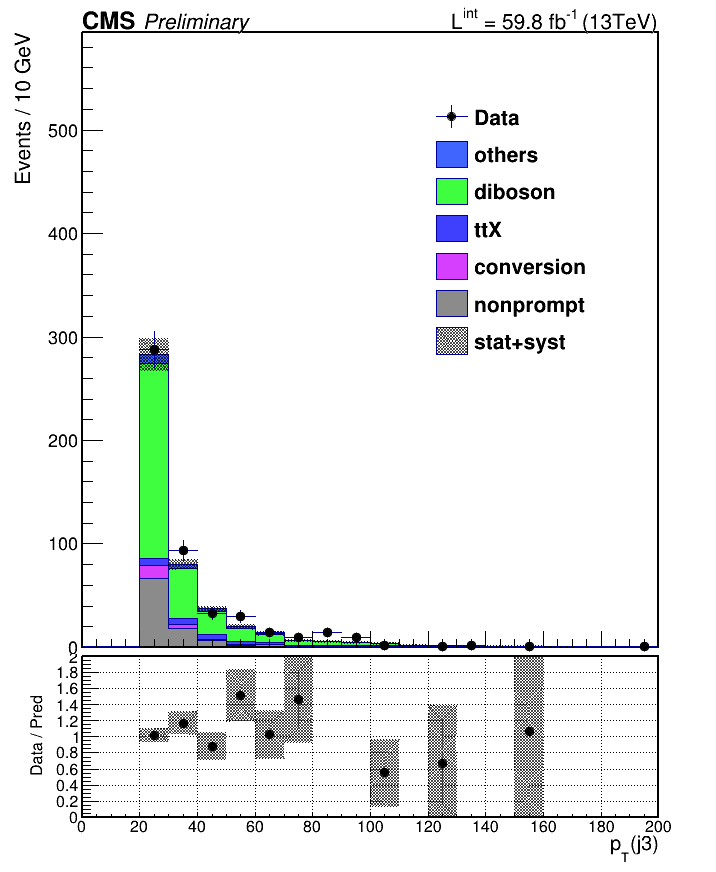 CMS Preliminary L^int = 59.8 fb^-1 (13TeV)
Events / 10 GeV
500
400
300
200
100
0
Data
others
diboson
ttX
conversion
nonprompt
stat+syst
Data / Pred
2
1.8
1.6
1.4
1.2
1
0.8
0.6
0.4
0.2
0
0 20 40 60 80 100 120 140 160 180 200
p_T(j3)